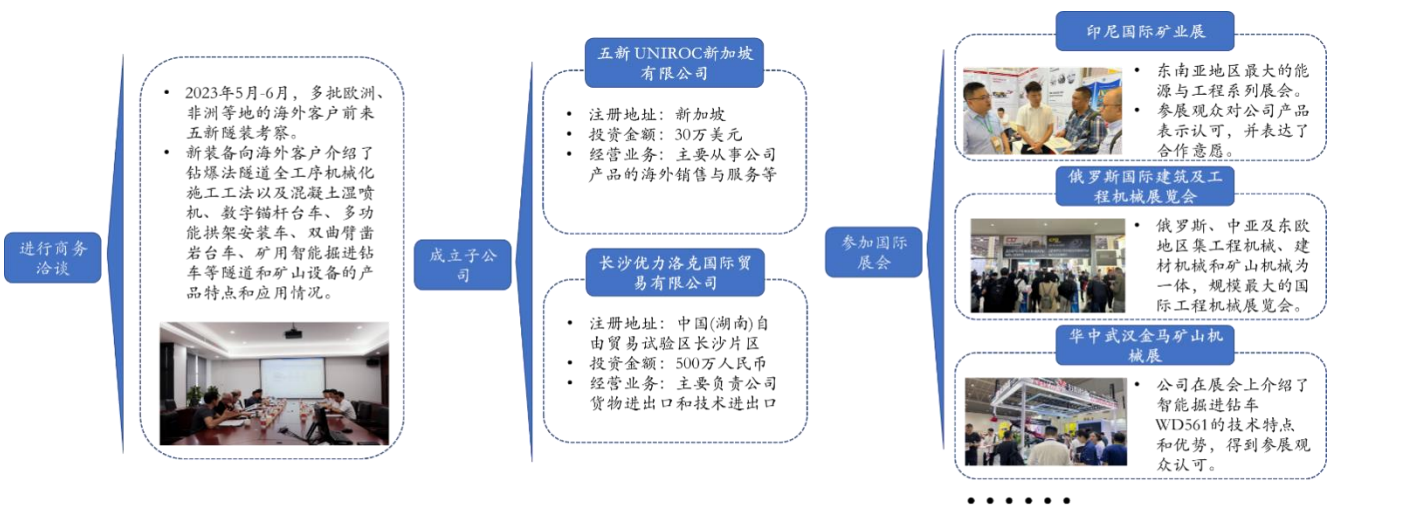 进行商务
洽谈
• 2023年5月-6月，多批欧洲、
非洲等地的海外客户前来
五新隧装考察。
• 新装备向海外客户介绍了
钻爆法隧道全工序机械化
施工工法以及混凝土湿喷
机、数字锚杆台车、多功
能拱架安装车、双曲臂凿
岩台车、矿用智能掘进钻
车等隧道和矿山设备的产
品特点和应用情况。
成立子公
司
五新 UNIROC新加坡
有限公司
• 注册地址：新加坡
• 投资金额：30万美元
• 经营业务：主要从事公司
产品的海外销售与服务等
长沙优力洛克国际贸
易有限公司
• 注册地址：中国(湖南)自
由贸易试验区长沙片区
• 投资金额：500万人民币
• 经营业务：主要负责公司
货物进出口和技术进出口
参加国际
展会
印尼国际矿业展
• 东南亚地区最大的能
源与工程系列展会。
• 参展观众对公司产品
表示认可，并表达了
合作意愿。
俄罗斯国际建筑及工
程机械展览会
• 俄罗斯、中亚及东欧
地区集工程机械、建
材机械和矿山机械为
一体，规模最大的国
际工程机械展览会。
华中武汉金马矿山机
械展
• 公司在展会上介绍了
智能掘进钻车
WD561的技术特点
和优势，得到参展观
众认可。
• • • • • •